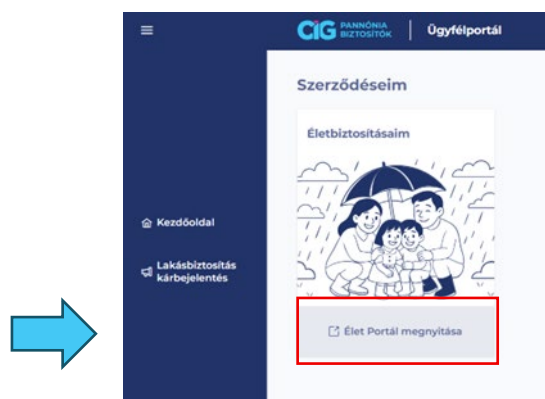 CIG PANNÓNIA
BIZTOSÍTÓK
Ügyfélportál
Szerződéseim
Életbiztosításaim
Kezdőoldal
Lakásbiztosítás
kárbejelentés
Élet Portál megnyitása